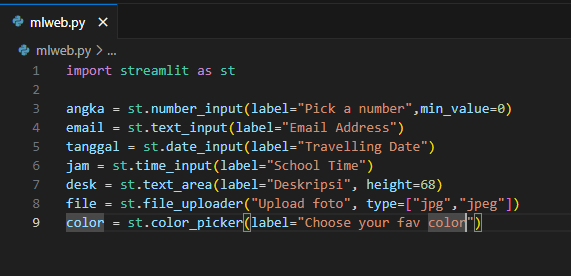 mlweb.py ×
mlweb.py > ...
1 import streamlit as st
2
3 angka = st.number_input(label="Pick a number",min_value=0)
4 email = st.text_input(label="Email Address")
5 tanggal = st.date_input(label="Travelling Date")
6 jam = st.time_input(label="School Time")
7 desk = st.text_area(label="Deskripsi", height=68)
8 file = st.file_uploader("Upload foto", type=["jpg","jpeg"])
9 color = st.color_picker(label="Choose your fav color")